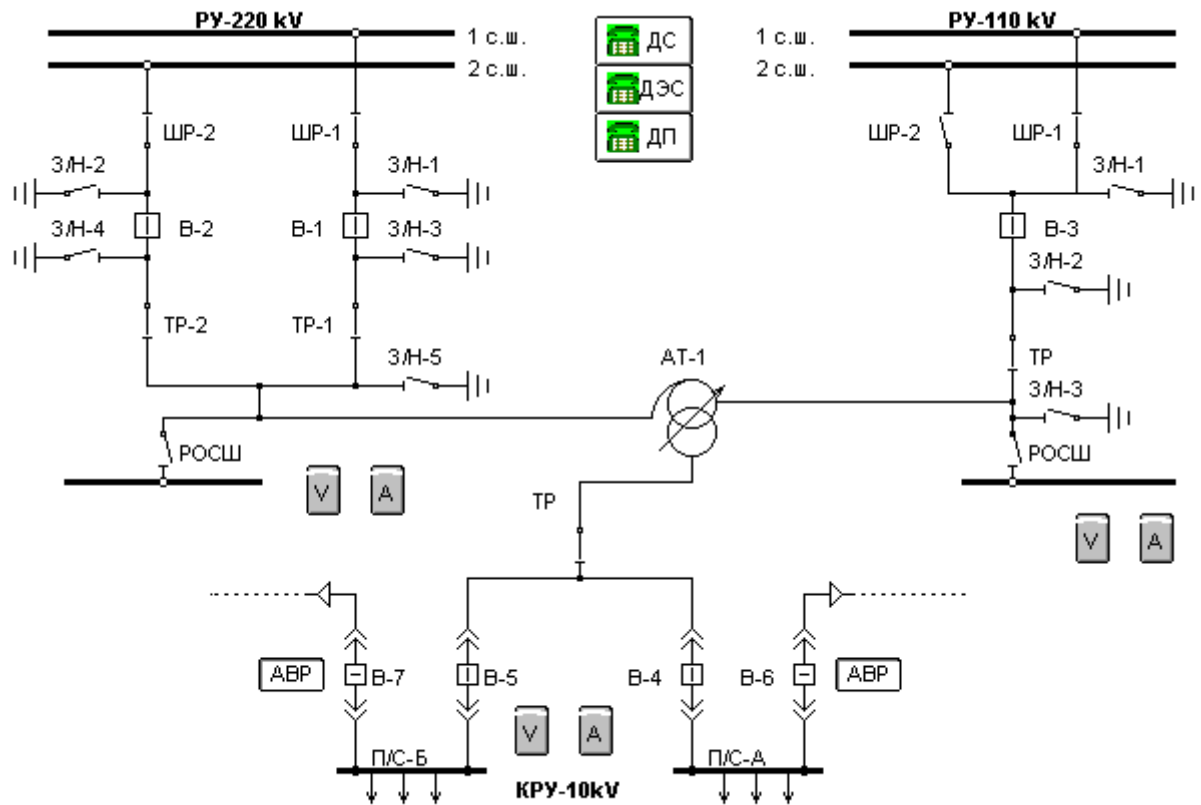 РУ-220 kV
РУ-110 kV
1 с.ш.
2 с.ш.
ДС
ДЭС
ДП
1 с.ш.
2 с.ш.
ШР-2
ШР-1
ШР-2
ШР-1
З/Н-2
З/Н-1
З/Н-1
З/Н-4
В-2
В-1
З/Н-3
В-3
З/Н-2
ТР-2
ТР-1
З/Н-5
АТ-1
ТР
З/Н-3
РОСШ
РОСШ
V
A
ТР
V
A
АВР
В-7
В-5
В-4
В-6
АВР
V
A
П/С-Б
П/С-А
КРУ-10kV